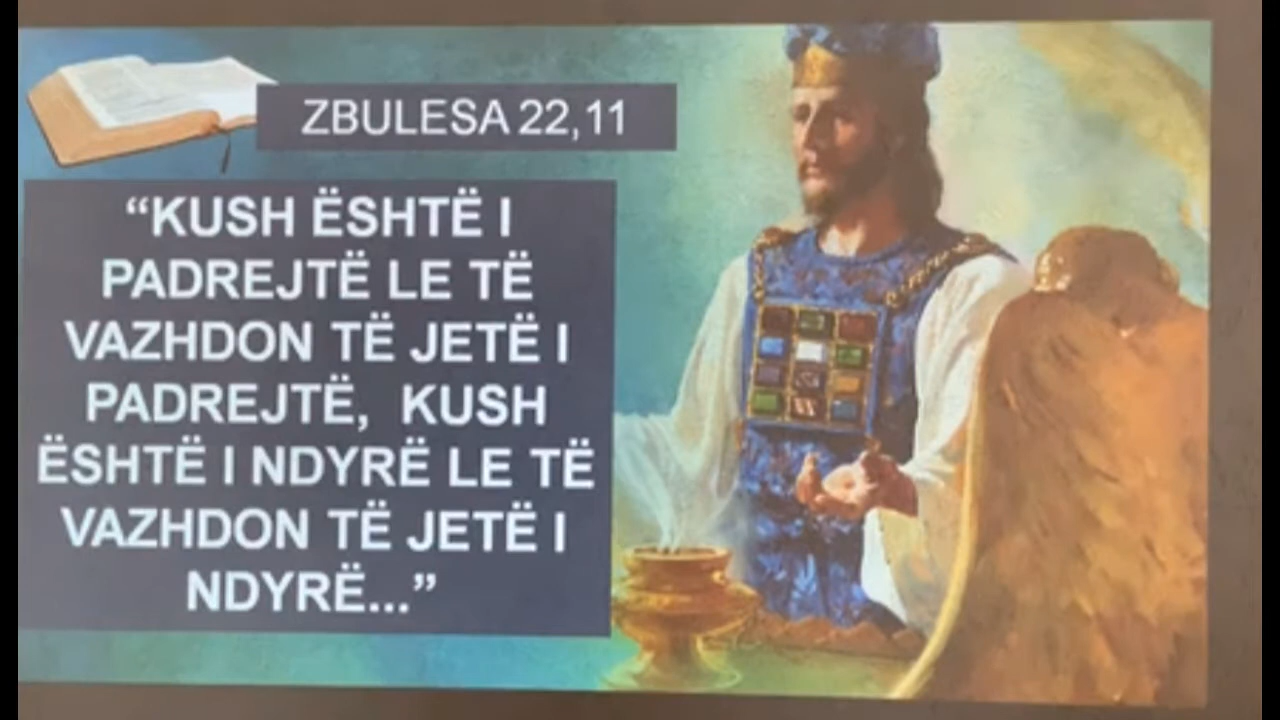 ZBULESA 22,11
“KUSH ËSHTË I
PADREJTË LE TË
VAZHDON TË JETË I
PADREJTË, KUSH
ËSHTË I NDYRË LE TË
VAZHDON TË JETË I
NDYRË...”